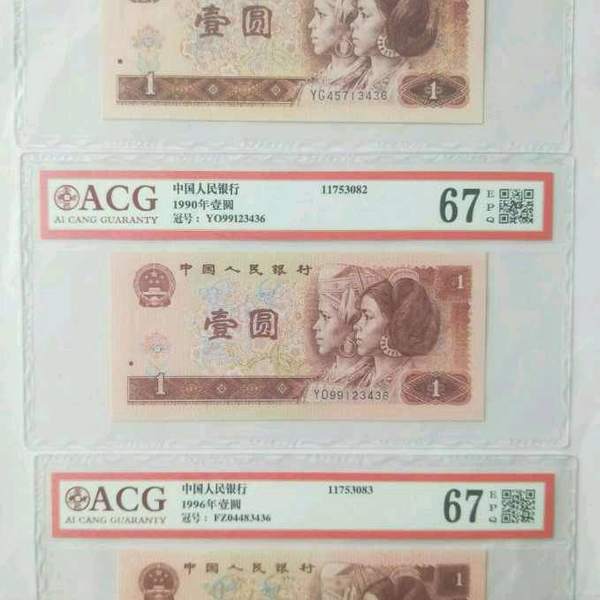 壹圆
1
YG45713436
1
ACG
AI CANG GUARANTY
中国人民银行
1990年壹圆
冠号：YO99123436
11753082
67
EPQ
中国人民银行
1
壹圆
1
YO99123436
1
ACG
AI CANG GUARANTY
中国人民银行
1996年壹圆
冠号：FZ04483436
11753083
67
EPQ
中国人民银行
1